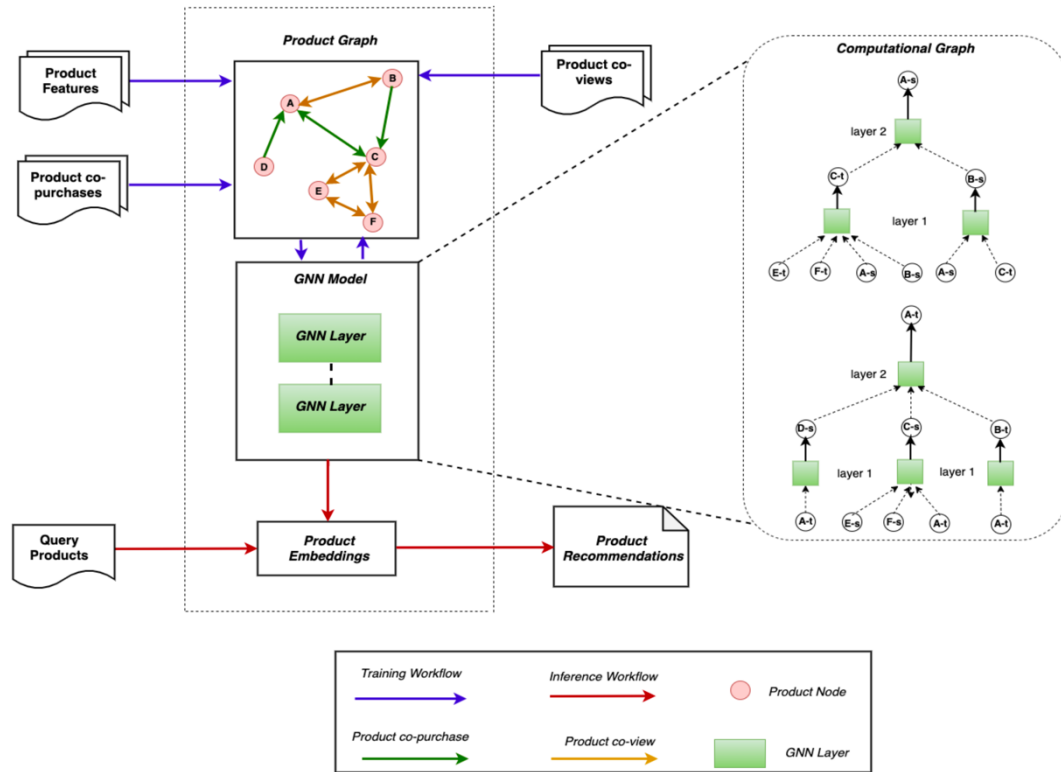 Product Graph
Product
Features
Product co-
views
Product co-
purchases
A
B
C
D
E
F
GNN Model
GNN Layer
GNN Layer
Query
Products
Product
Embeddings
Product
Recommendations
Computational Graph
A-s
layer 2
C-t
B-s
layer 1
E-t
F-t
A-s
B-s
A-s
C-t
A-t
layer 2
D-s
C-s
B-t
layer 1
layer 1
A-t
E-s
F-s
A-t
A-t
Training Workflow
Inference Workflow
Product Node
Product co-purchase
Product co-view
GNN Layer